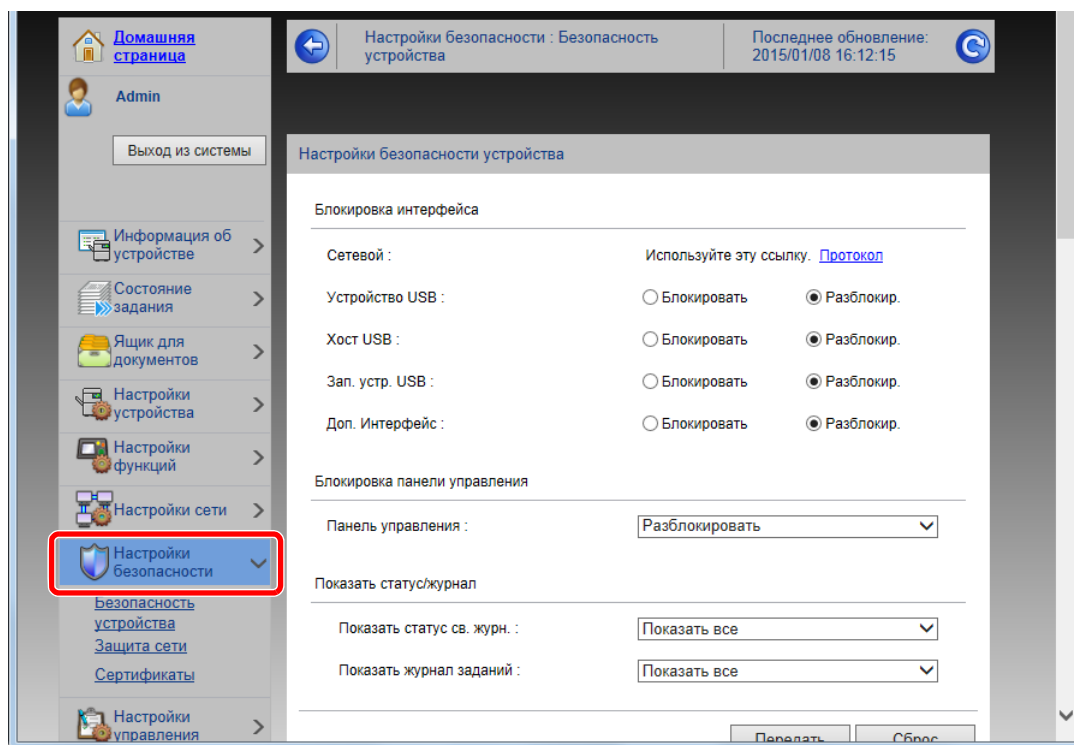 Домашняя
страница
Admin
Выход из системы
Информация об
устройстве
Состояние
задания
Ящик для
документов
Настройки
устройства
Настройки
функций
Настройки сети
Настройки
безопасности
Безопасность
устройства
Защита сети
Сертификаты
Настройки
управления
Настройки безопасности : Безопасность
устройства
Последнее обновление:
2015/01/08 16:12:15
Настройки безопасности устройства
Блокировка интерфейса
Сетевой : Используйте эту ссылку. Протокол
Устройство USB : Блокировать Разблокир.
Хост USB : Блокировать Разблокир.
Зап. устр. USB : Блокировать Разблокир.
Доп. Интерфейс : Блокировать Разблокир.
Блокировка панели управления
Панель управления : Разблокировать
Показать статус/журнал
Показать статус св. журн. : Показать все
Показать журнал заданий : Показать все
Передать Сброс